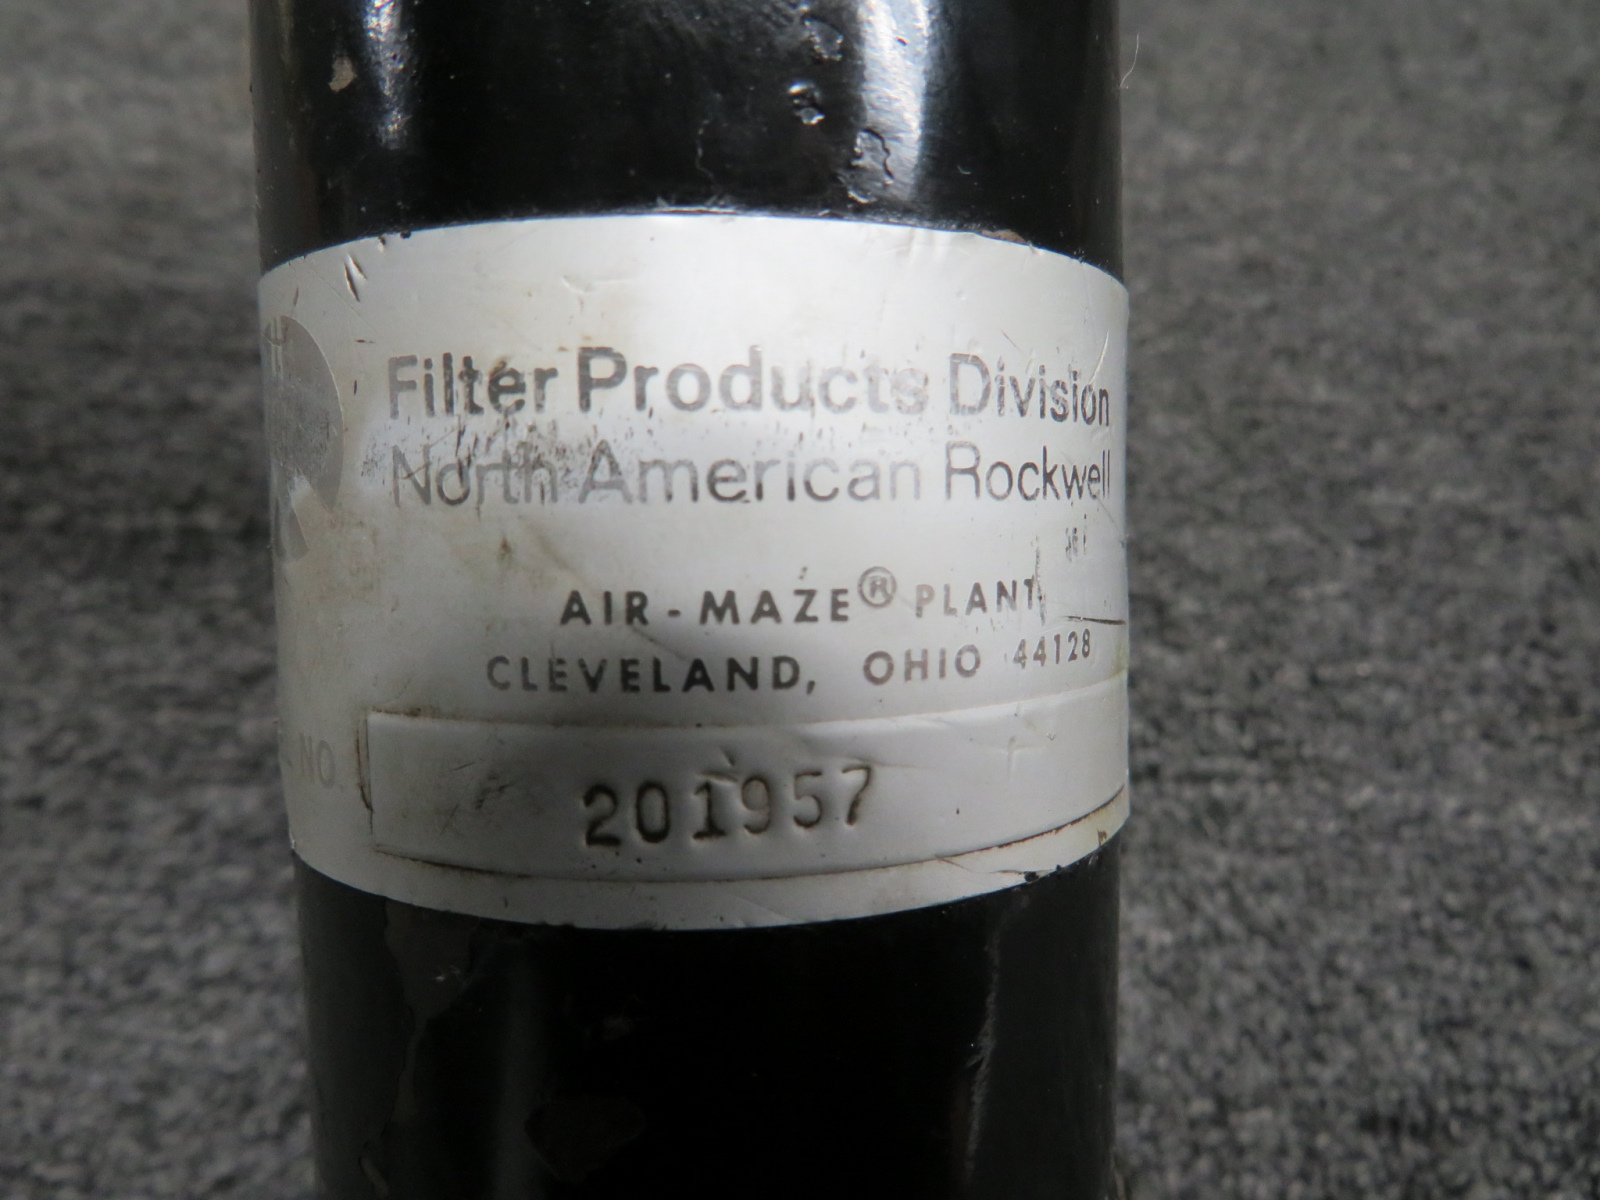 Filter Products Division
North American Rockwell
AIR-MAZE® PLANT
CLEVELAND, OHIO 44128
NO.
201957